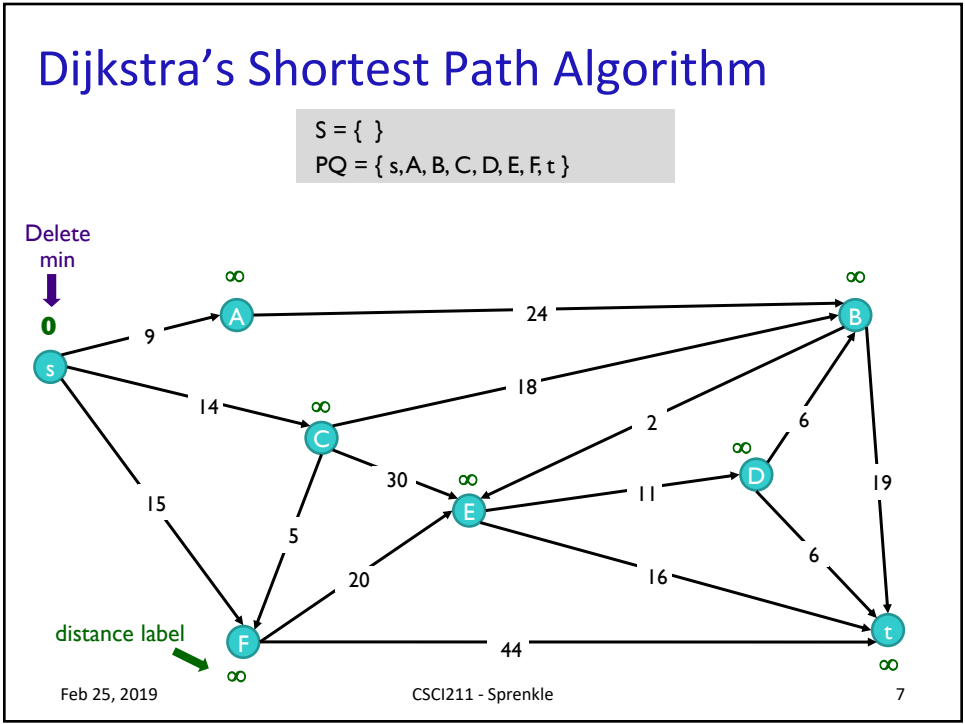 Dijkstra’s Shortest Path Algorithm
S = { }
PQ = { s, A, B, C, D, E, F, t }
Delete
min
0
s
9
∞
A
24
∞
B
14
18
∞
C
2
6
∞
D
30
∞
E
11
19
15
5
20
16
6
distance label
F
∞
44
t
∞
Feb 25, 2019
CSCI211 - Sprenkle
7